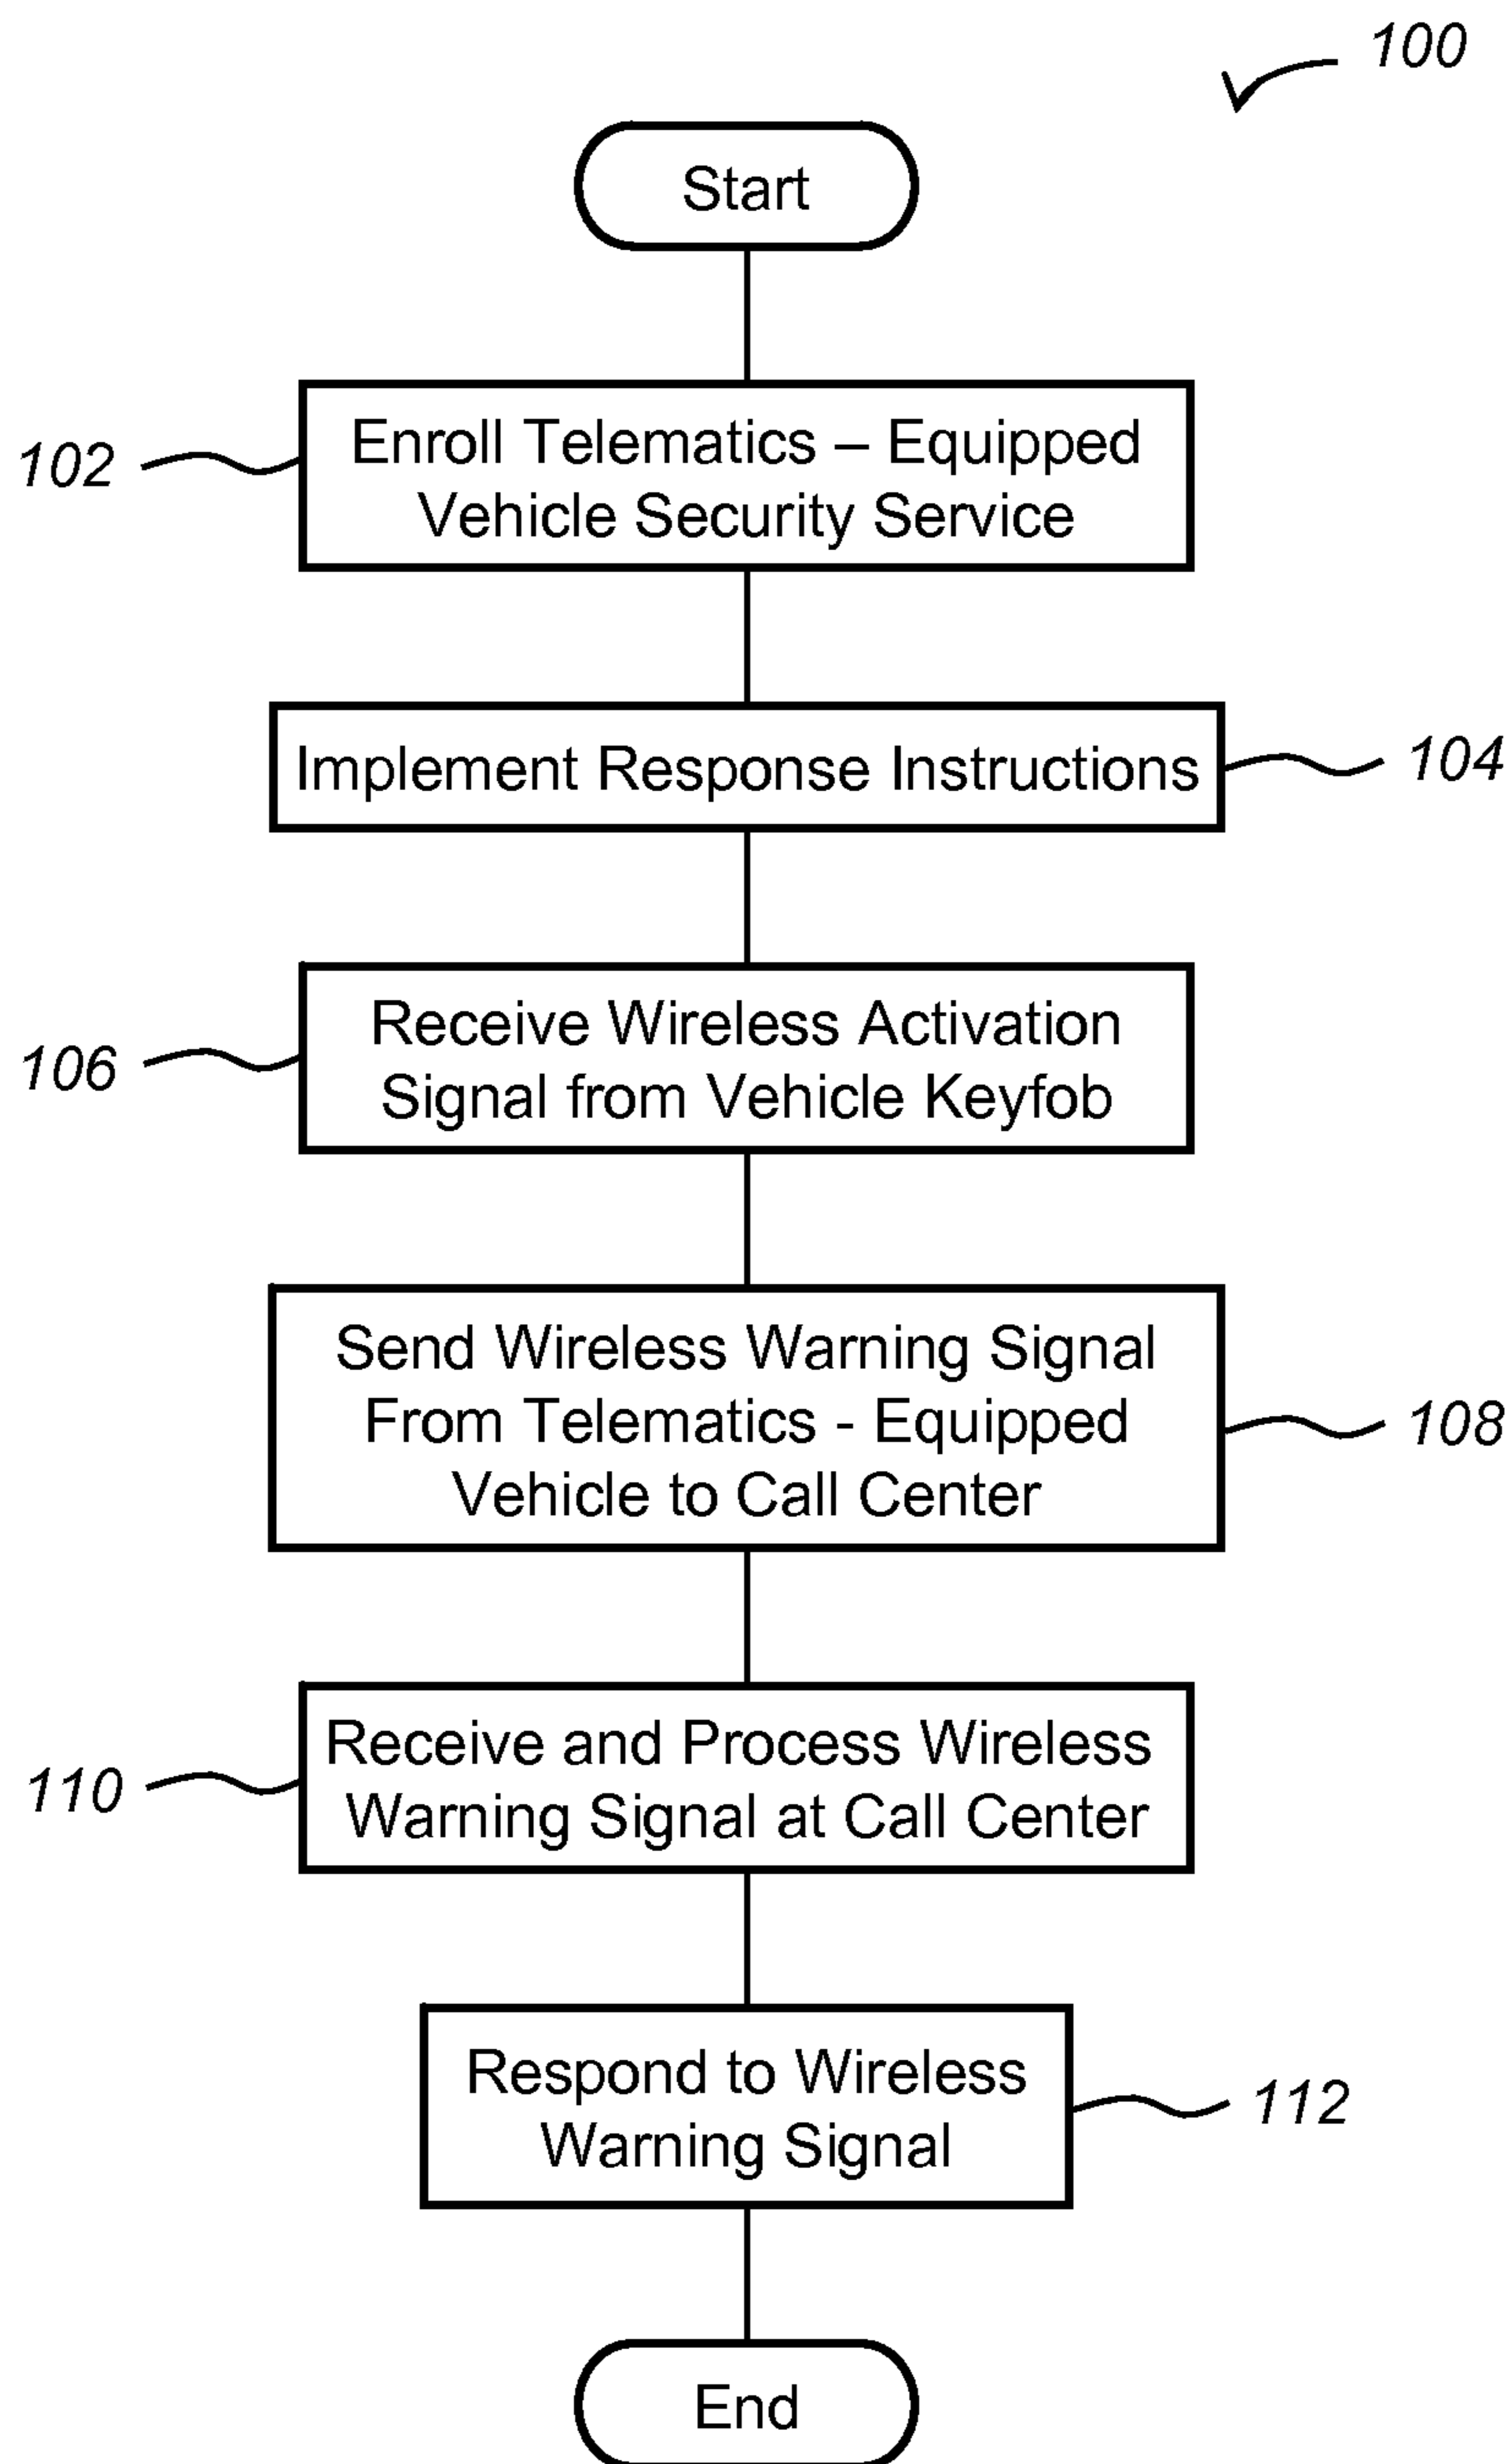 100
Start
102
Enroll Telematics – Equipped
Vehicle Security Service
Implement Response Instructions
104
106
Receive Wireless Activation
Signal from Vehicle Keyfob
Send Wireless Warning Signal
From Telematics - Equipped
Vehicle to Call Center
108
110
Receive and Process Wireless
Warning Signal at Call Center
Respond to Wireless
Warning Signal
112
End